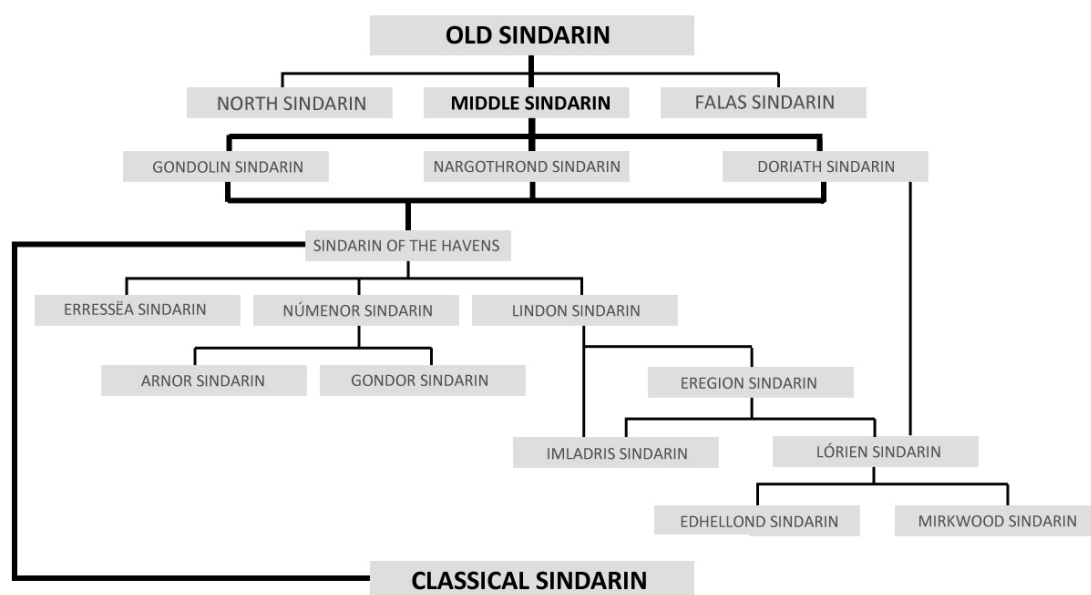 OLD SINDARIN
NORTH SINDARIN
MIDDLE SINDARIN
FALAS SINDARIN
GONDOLIN SINDARIN
NARGOTHROND SINDARIN
DORIATH SINDARIN
SINDARIN OF THE HAVENS
ERRESSËA SINDARIN
NÚMENOR SINDARIN
LINDON SINDARIN
ARNOR SINDARIN
GONDOR SINDARIN
EREGION SINDARIN
IMLADRIS SINDARIN
LÓRIEN SINDARIN
EDHELLOND SINDARIN
MIRKWOOD SINDARIN
CLASSICAL SINDARIN